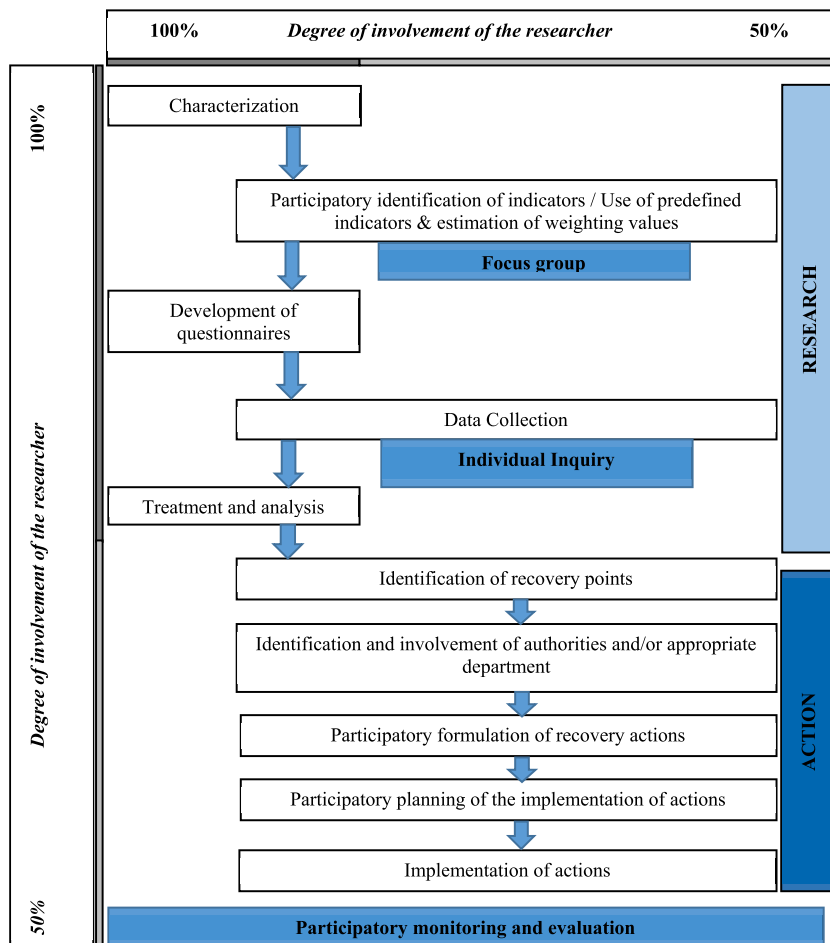 100% Degree of involvement of the researcher 50%
100%
Degree of involvement of the researcher
50%
Characterization
Participatory identification of indicators / Use of predefined
indicators & estimation of weighting values
Focus group
Development of
questionnaires
Data Collection
Individual Inquiry
Treatment and analysis
RESEARCH
Identification of recovery points
Identification and involvement of authorities and/or appropriate
department
Participatory formulation of recovery actions
Participatory planning of the implementation of actions
Implementation of actions
ACTION
Participatory monitoring and evaluation